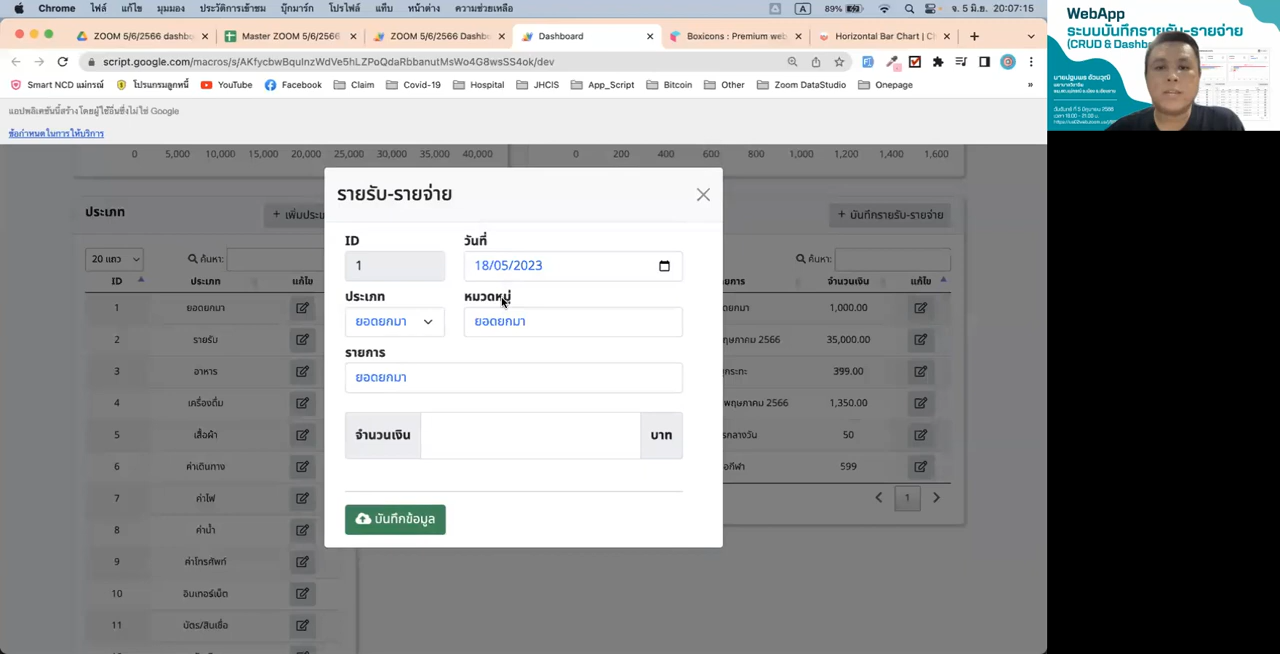 Chrome ไฟล์ แก้ไข มุมมอง ประวัติการเข้าชม บุ๊กมาร์ก โปรไฟล์ แท็บ หน้าต่าง ความช่วยเหลือ
A 89% จ. 5 มิ.ย. 20:07:15
ZOOM 5/6/2566 dashbo
Master ZOOM 5/6/2566
ZOOM 5/6/2566 Dashb
Dashboard
Boxicons : Premium web
Horizontal Bar Chart | Ch
script.google.com/macros/s/AKfycbwBquInzWdVe5hLZPoQdaRbbanutMsWo4G8wsSS4ok/dev
Smart NCD แม่กรณ์ โปรแกรมลูกหนี้ YouTube Facebook Claim Covid-19 Hospital JHCIS App_Script Bitcoin Other Zoom DataStudio Onepage »
แอปพลิเคชันนี้สร้างโดยผู้ใช้อื่นซึ่งไม่ใช่ Google
ข้อกำหนดในการให้บริการ
0 5,000 10,000 15,000 20,000 25,000 30,000 35,000 40,000
0 200 400 600 800 1,000 1,200 1,400 1,600
ประเภท
+ เพิ่มประเ
+ บันทึกรายรับ-รายจ่าย
20 แถว
ค้นหา:
ค้นหา:
ID ประเภท แก้ไข
1 ยอดยกมา
2 รายรับ
3 อาหาร
4 เครื่องดื่ม
5 เสื้อผ้า
6 ค่าเดินทาง
7 ค่าไฟ
8 ค่าน้ำ
9 ค่าโทรศัพท์
10 อินเทอร์เน็ต
11 บัตร/สินเชื่อ
จำนวนเงิน แก้ไข
1,000.00
35,000.00
399.00
พฤษภาคม 2566 1,350.00
50
599
1
รายรับ-รายจ่าย
ID
วันที่
1
18/05/2023
ประเภท
หมวดหมู่
ยอดยกมา
ยอดยกมา
รายการ
ยอดยกมา
จำนวนเงิน
บาท
บันทึกข้อมูล
WebApp
ระบบบันทึกรายรับ-รายจ่าย
(CRUD & Dashb